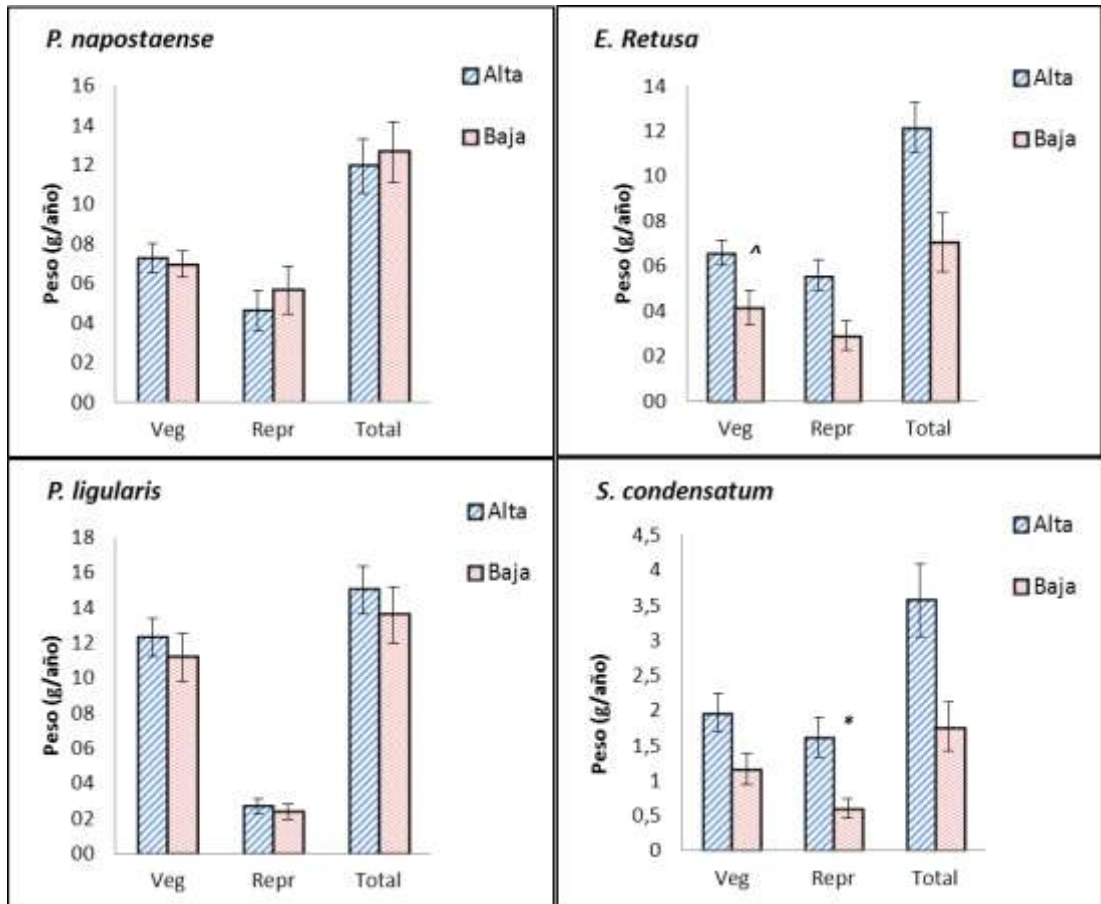 P. napostaense
Alta
Baja
Peso (g/año)
16
14
12
10
08
06
04
02
00
Veg Repr Total
E. Retusa
Alta
Baja
Peso (g/año)
14
12
10
08
06
04
02
00
^
Veg Repr Total
P. ligularis
Alta
Baja
Peso (g/año)
18
16
14
12
10
08
06
04
02
00
Veg Repr Total
S. condensatum
Alta
Baja
Peso (g/año)
4,5
4
3,5
3
2,5
2
1,5
1
0,5
0
*
Veg Repr Total